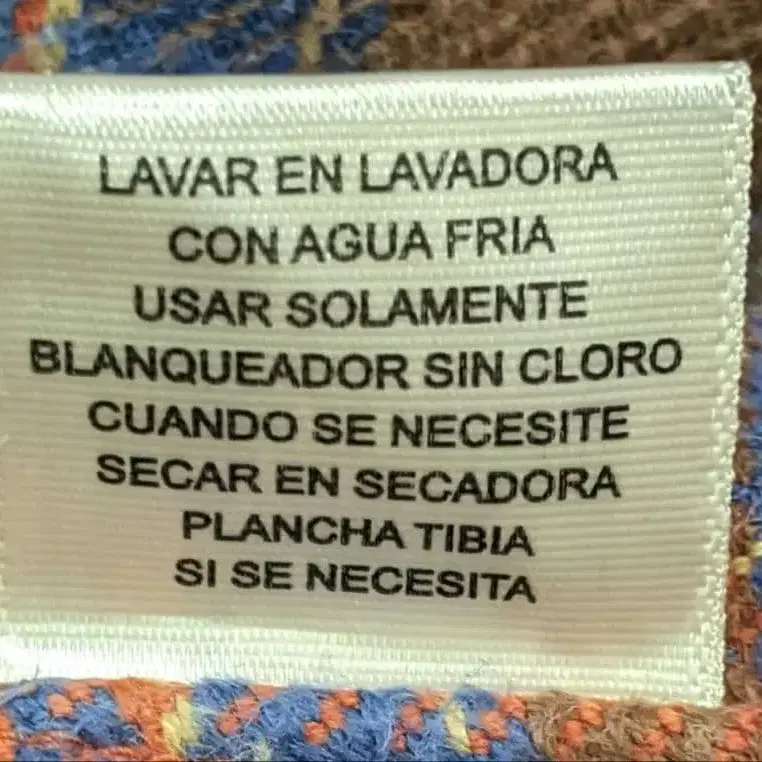 LAVAR EN LAVADORA
CON AGUA FRIA
USAR SOLAMENTE
BLANQUEADOR SIN CLORO
CUANDO SE NECESITE
SECAR EN SECADORA
PLANCHA TIBIA
SI SE NECESITA